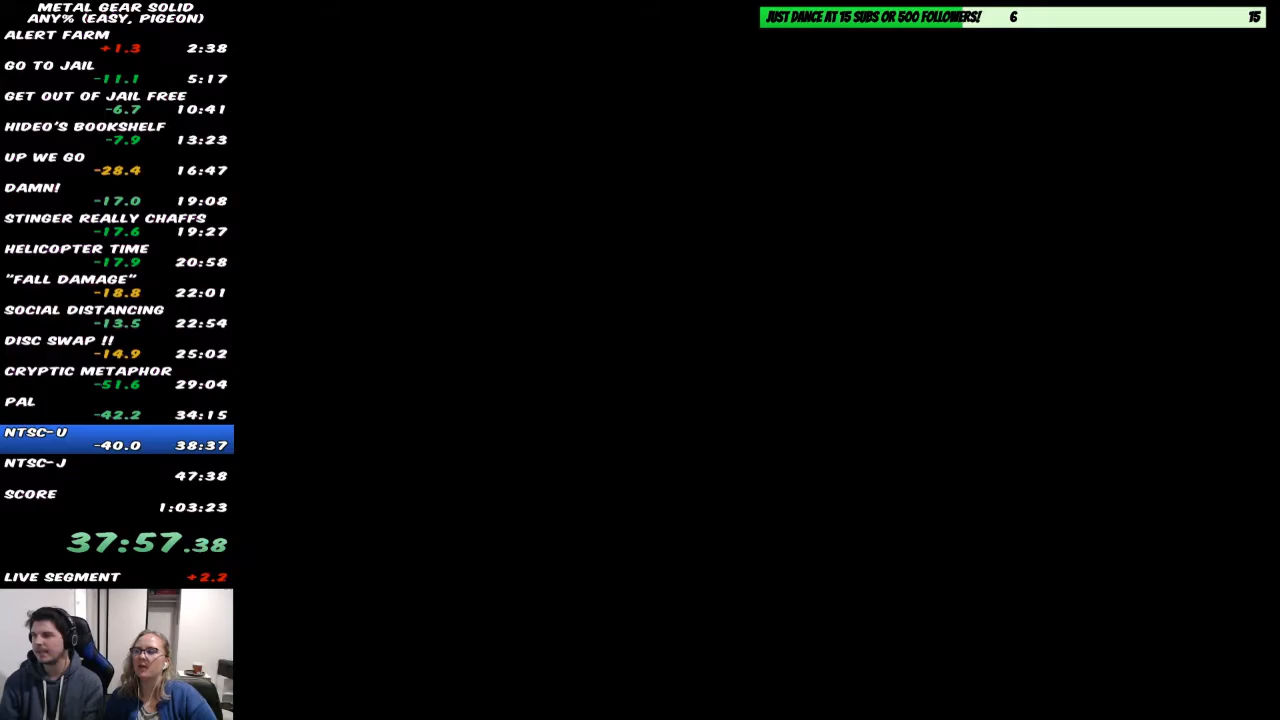 METAL GEAR SOLID
ANY% (EASY, PIGEON)
ALERT FARM
+1.3 2:38
GO TO JAIL
-11.1 5:17
GET OUT OF JAIL FREE
-6.7 10:41
HIDEO'S BOOKSHELF
-7.9 13:23
UP WE GO
-28.4 16:47
DAMN!
-17.0 19:08
STINGER REALLY CHAFFS
-17.6 19:27
HELICOPTER TIME
-17.9 20:58
"FALL DAMAGE"
-18.8 22:01
SOCIAL DISTANCING
-13.5 22:54
DISC SWAP !!
-14.9 25:02
CRYPTIC METAPHOR
-51.6 29:04
PAL
-42.2 34:15
NTSC-U
-40.0 38:37
NTSC-J
47:38
SCORE
1:03:23
37:57.38
LIVE SEGMENT +2.2
JUST DANCE AT 15 SUBS OR 500 FOLLOWERS! 6 15